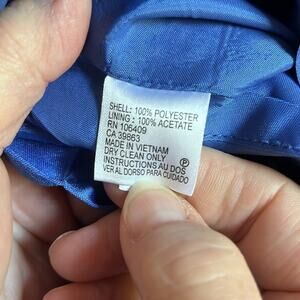 SHELL: 100% POLYESTER
LINING : 100% ACETATE
RN 106409
CA 39863
MADE IN VIETNAM
DRY CLEAN ONLY Ⓟ
INSTRUCTIONS AU DOS
VER AL DORSO PARA CUIDADO